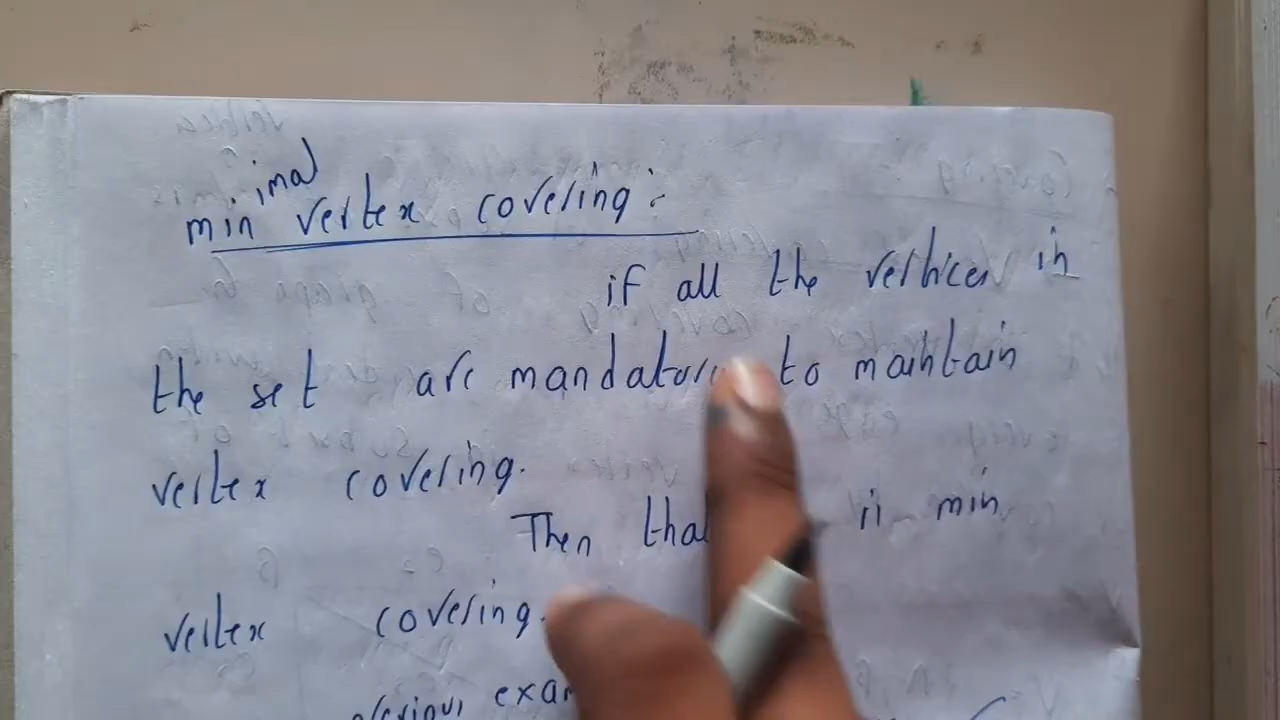 minimal vertex covering :-
if all the vertices in
the set are mandatory to maintain
vertex covering.
Then that is min
vertex covering.
previous